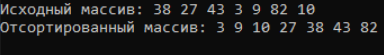 Исходный массив: 38 27 43 3 9 82 10
Отсортированный массив: 3 9 10 27 38 43 82